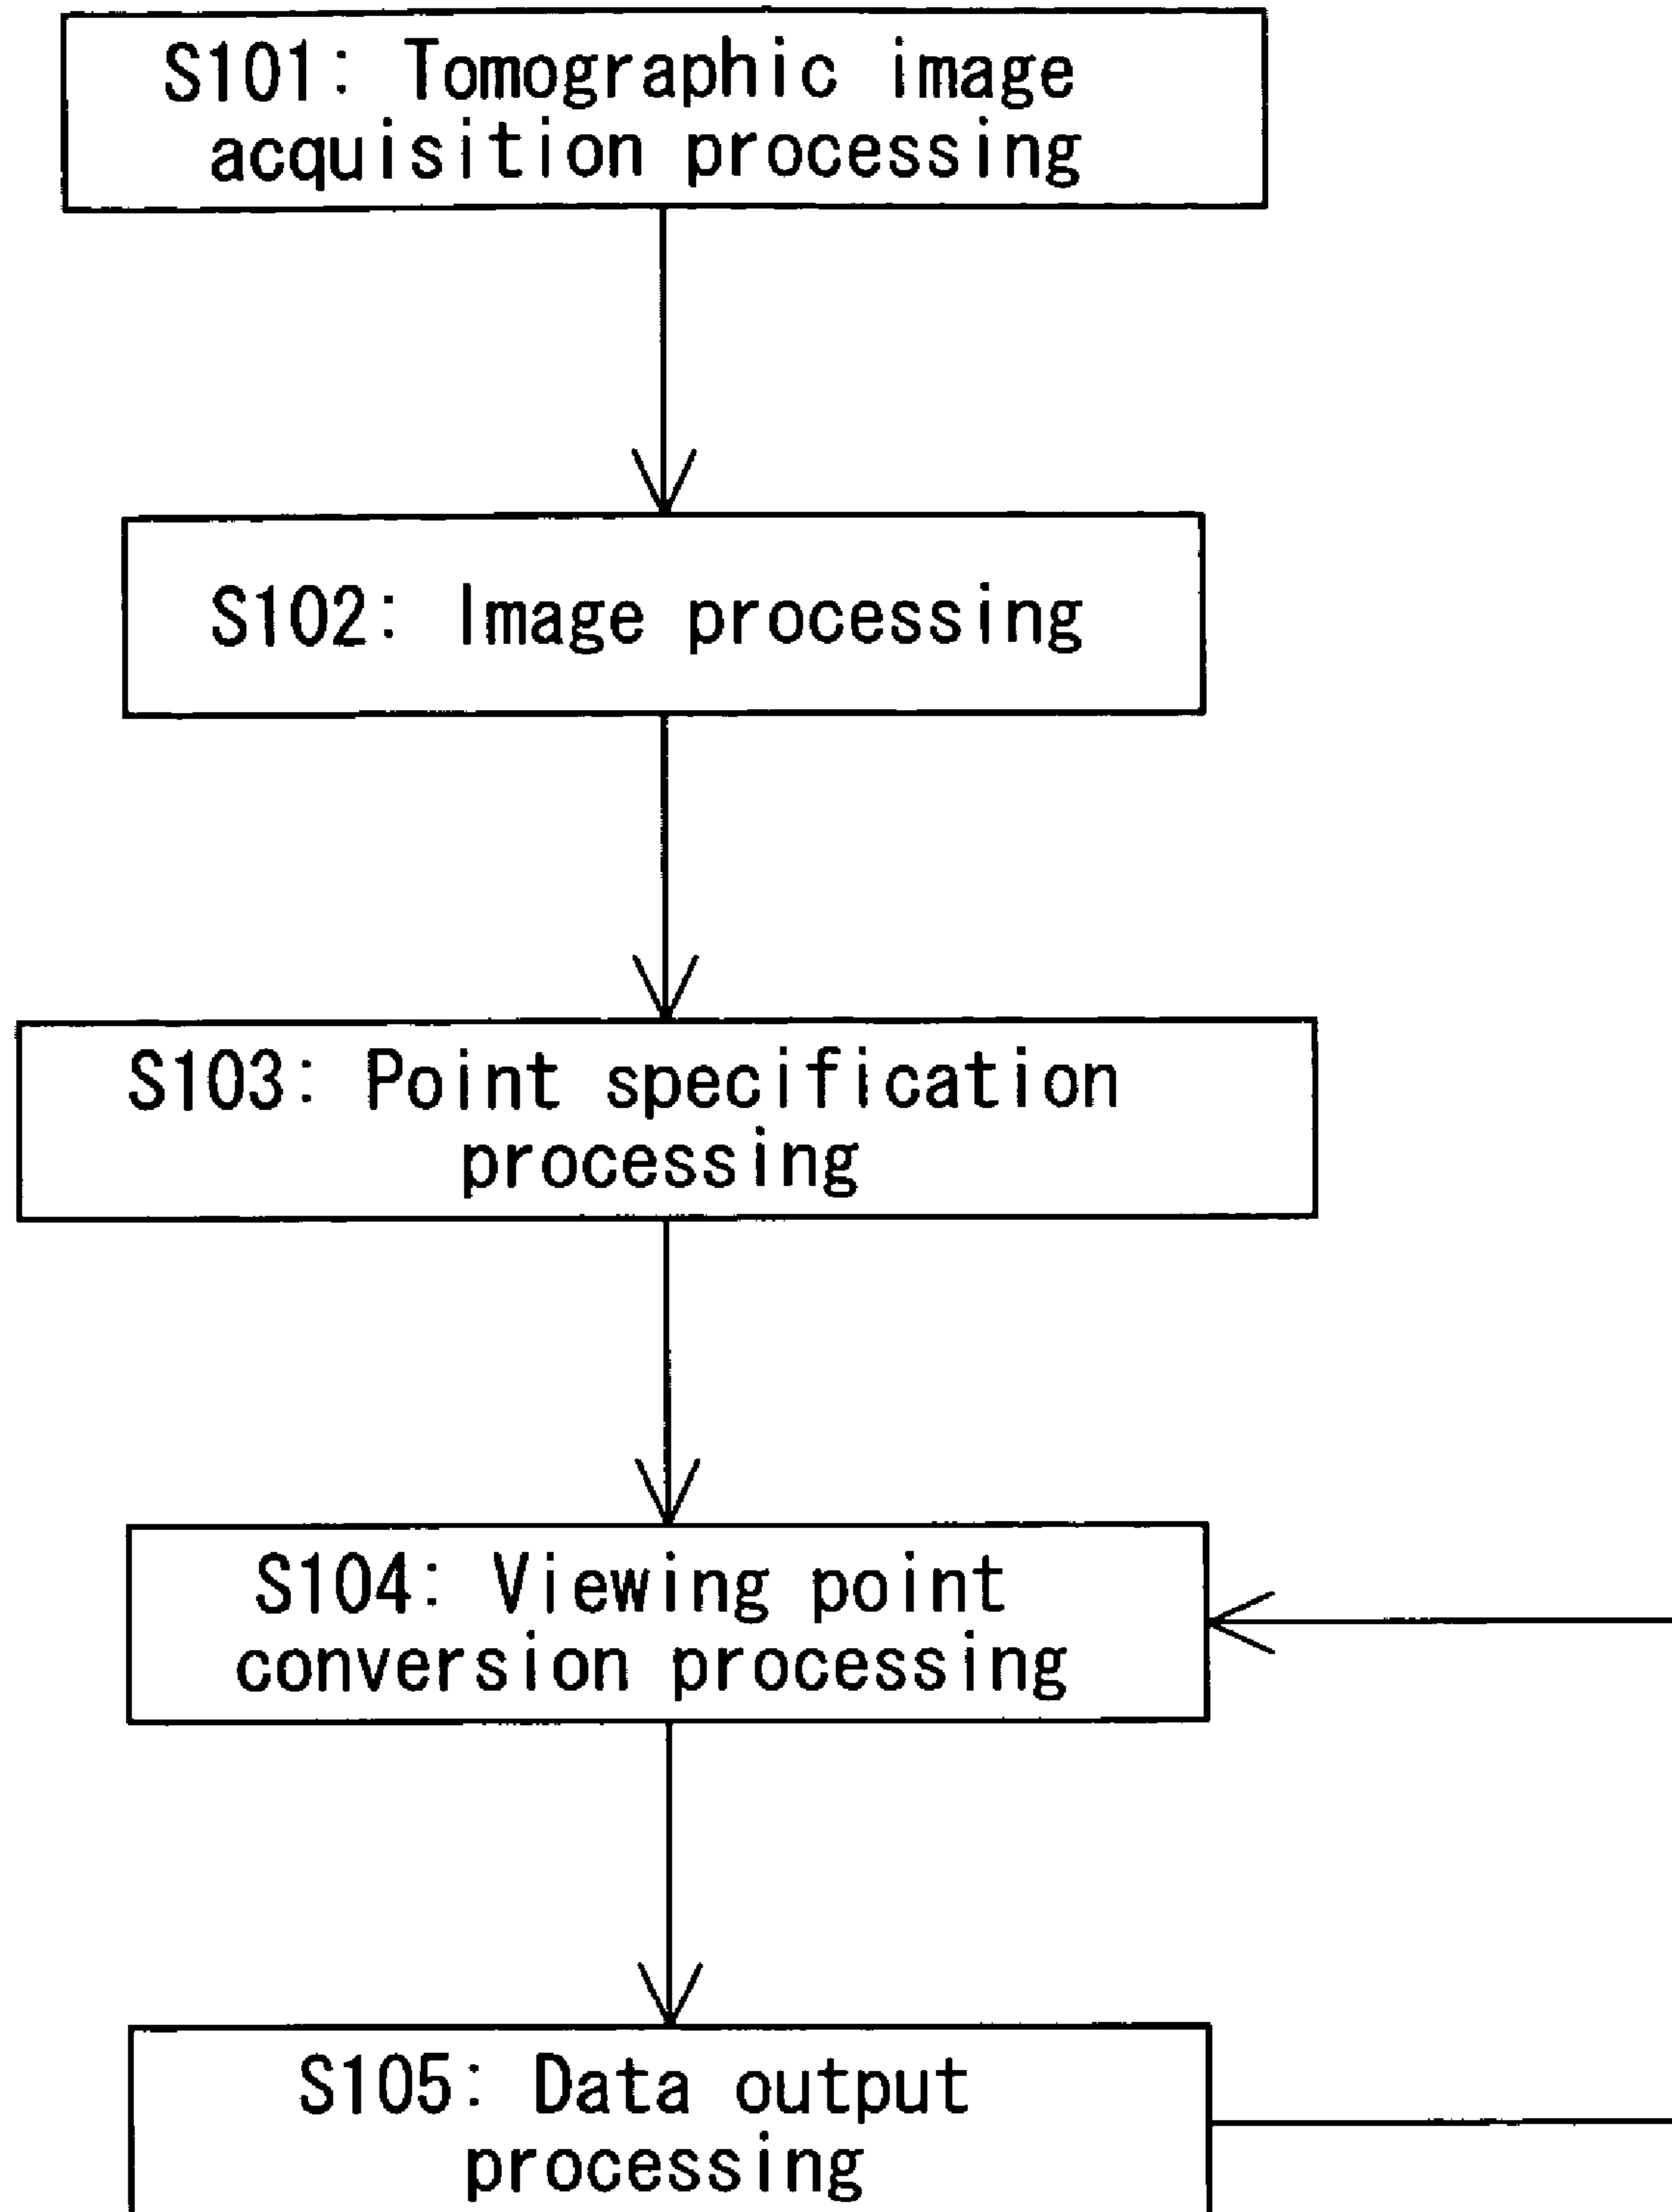 S101: Tomographic image
acquisition processing
S102: Image processing
S103: Point specification
processing
S104: Viewing point
conversion processing
S105: Data output
processing